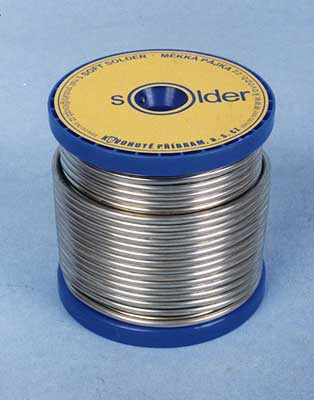 SOFT SOLDER - MĚKKÁ PÁJKA
solder
KOVOHUTĚ PŘÍBRAM, a. s. CZ